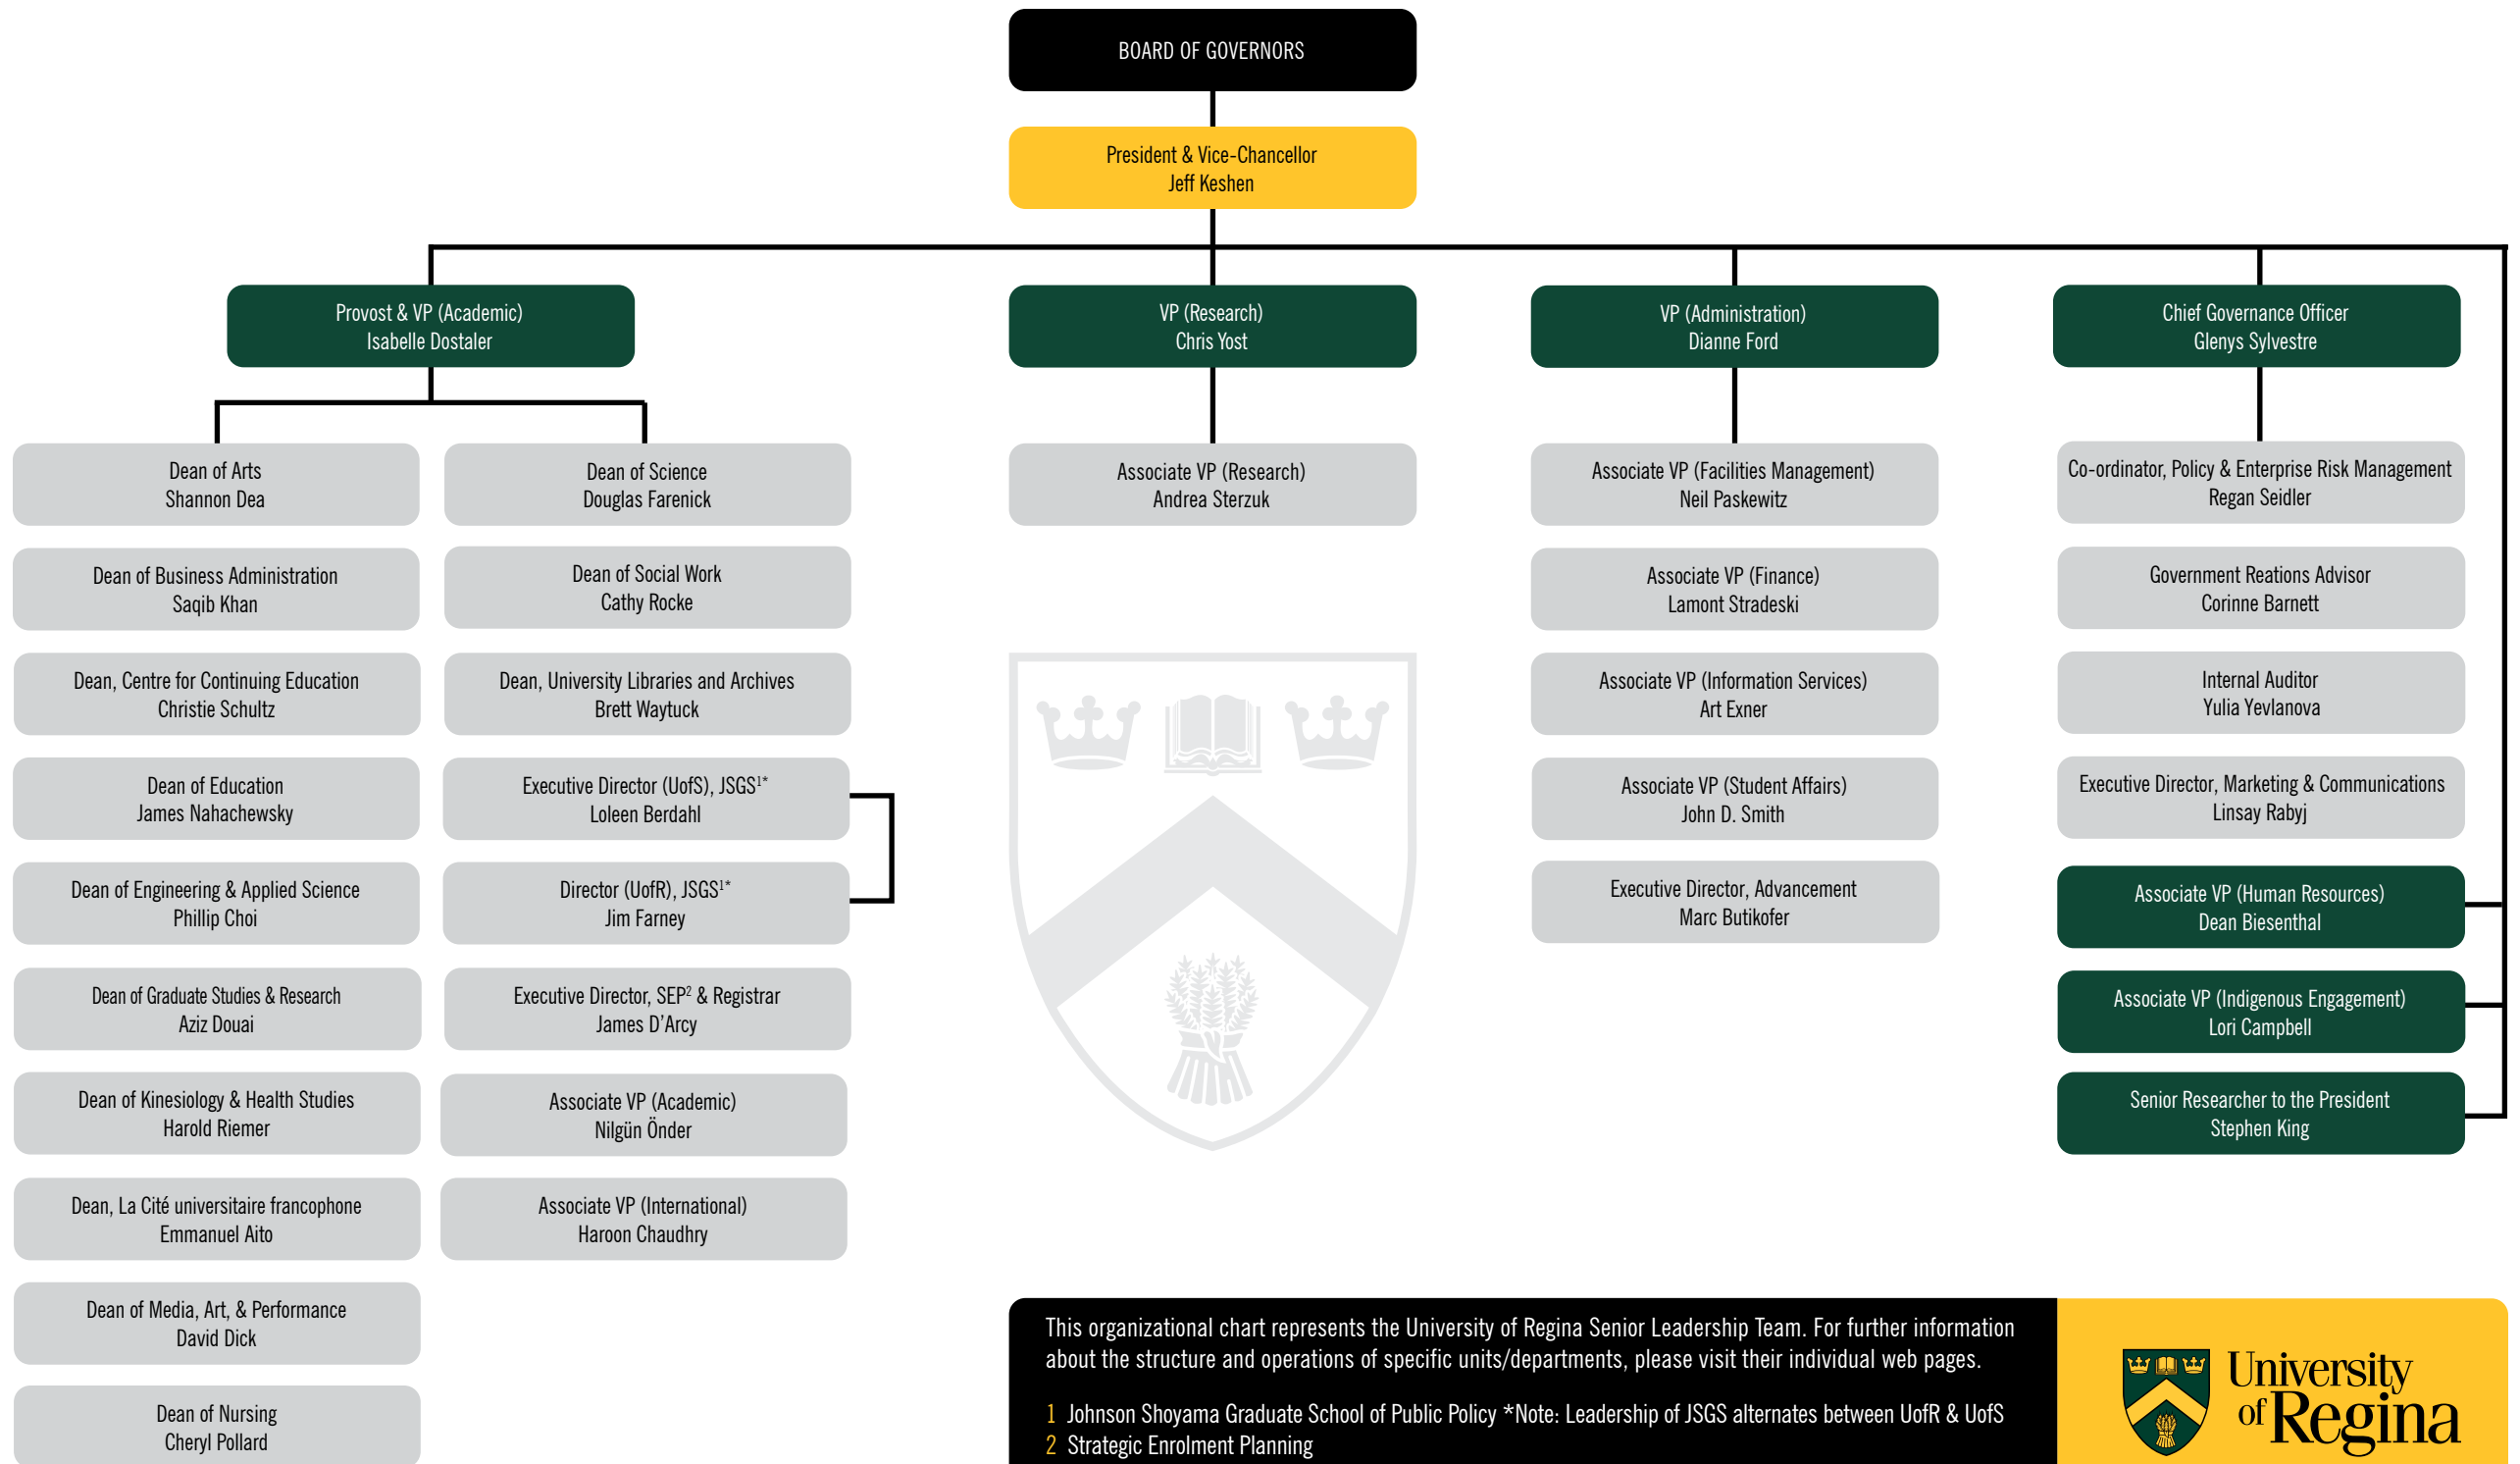 BOARD OF GOVERNORS
President & Vice-Chancellor
Jeff Keshen
Provost & VP (Academic)
Isabelle Dostaler
VP (Research)
Chris Yost
VP (Administration)
Dianne Ford
Chief Governance Officer
Glenys Sylvestre
Dean of Arts
Shannon Dea
Dean of Business Administration
Saqib Khan
Dean, Centre for Continuing Education
Christie Schultz
Dean of Education
James Nahachewsky
Dean of Engineering & Applied Science
Phillip Choi
Dean of Graduate Studies & Research
Aziz Douai
Dean of Kinesiology & Health Studies
Harold Riemer
Dean, La Cité universitaire francophone
Emmanuel Aito
Dean of Media, Art, & Performance
David Dick
Dean of Nursing
Cheryl Pollard
Dean of Science
Douglas Farenick
Dean of Social Work
Cathy Rocke
Dean, University Libraries and Archives
Brett Waytuck
Executive Director (UofS), JSGS¹*
Loleen Berdahl
Director (UofR), JSGS¹*
Jim Farney
Executive Director, SEP² & Registrar
James D’Arcy
Associate VP (Academic)
Nilgün Önder
Associate VP (International)
Haroon Chaudhry
Associate VP (Research)
Andrea Sterzuk
Associate VP (Facilities Management)
Neil Paskewitz
Associate VP (Finance)
Lamont Stradeski
Associate VP (Information Services)
Art Exner
Associate VP (Student Affairs)
John D. Smith
Executive Director, Advancement
Marc Butikofer
Co-ordinator, Policy & Enterprise Risk Management
Regan Seidler
Government Reations Advisor
Corinne Barnett
Internal Auditor
Yulia Yevlanova
Executive Director, Marketing & Communications
Linsay Rabyj
Associate VP (Human Resources)
Dean Biesenthal
Associate VP (Indigenous Engagement)
Lori Campbell
Senior Researcher to the President
Stephen King
This organizational chart represents the University of Regina Senior Leadership Team. For further information
about the structure and operations of specific units/departments, please visit their individual web pages.
1 Johnson Shoyama Graduate School of Public Policy *Note: Leadership of JSGS alternates between UofR & UofS
2 Strategic Enrolment Planning
University
of Regina